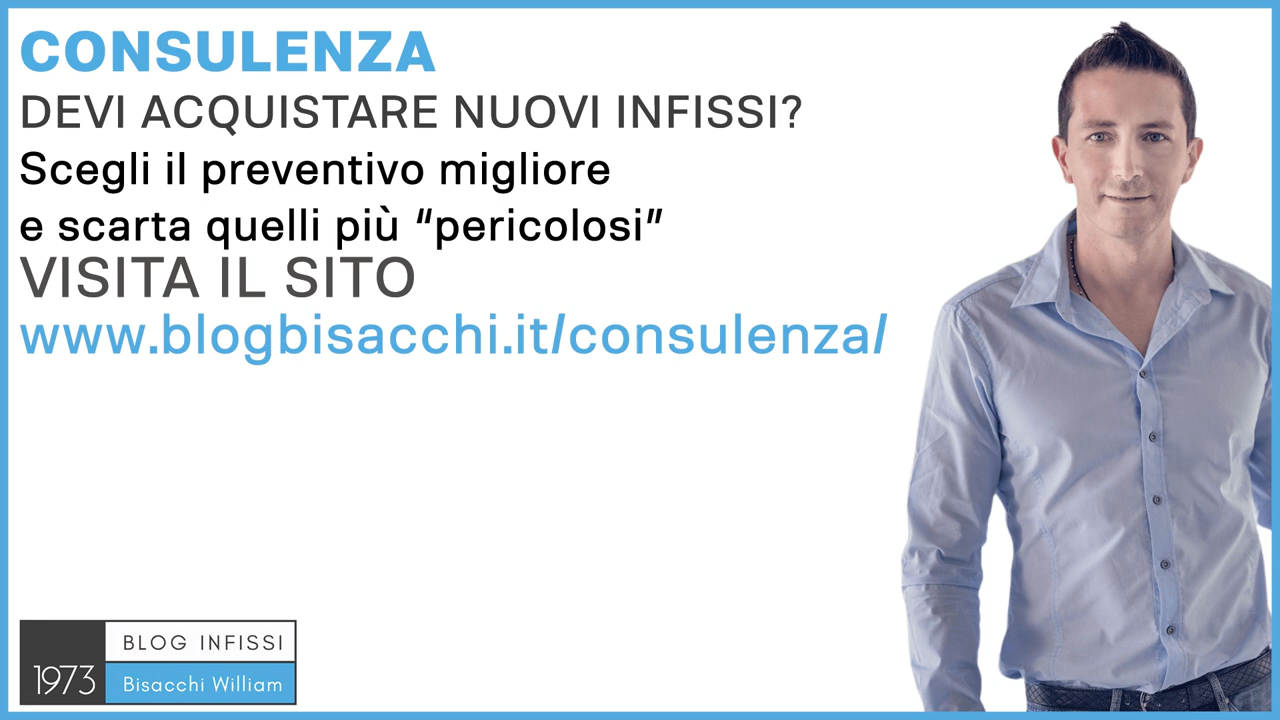 CONSULENZA
DEVI ACQUISTARE NUOVI INFISSI?
Scegli il preventivo migliore
e scarta quelli più “pericolosi”
VISITA IL SITO
www.blogbisacchi.it/consulenza/
1973
BLOG INFISSI
Bisacchi William